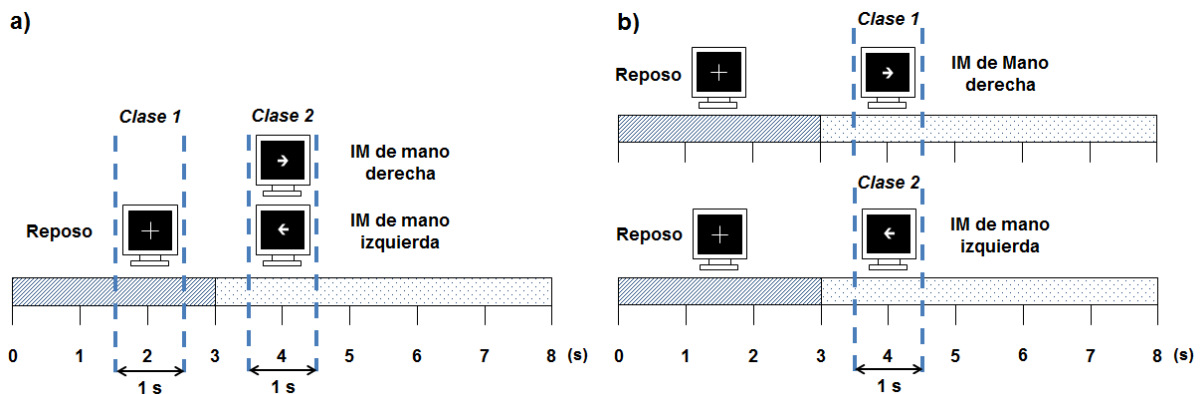 a)
Clase 1
Clase 2
IM de mano
derecha
Reposo
IM de mano
izquierda
0 1 2 3 4 5 6 7 8 (s)
1 s 1 s
b)
Clase 1
Reposo
IM de Mano
derecha
Clase 2
Reposo
IM de mano
izquierda
0 1 2 3 4 5 6 7 8 (s)
1 s